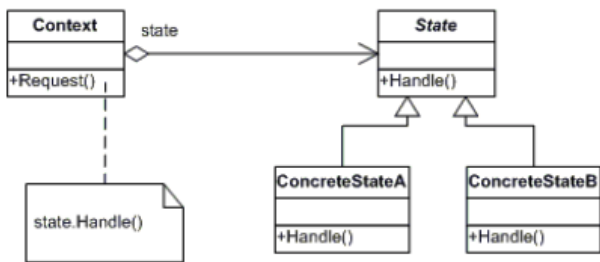 Context
state
State
+Request()
+Handle()
state.Handle()
ConcreteStateA
ConcreteStateB
+Handle()
+Handle()